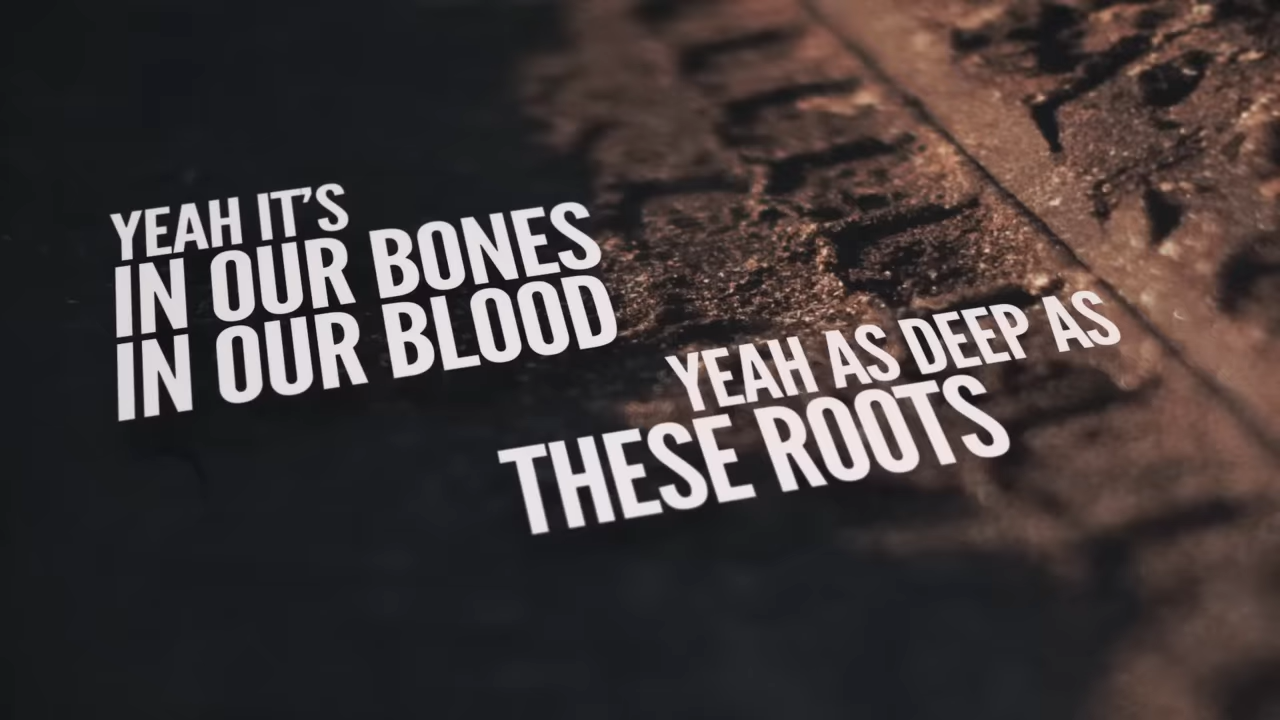 YEAH IT'S
IN OUR BONES
IN OUR BLOOD
YEAH AS DEEP AS
THESE ROOTS